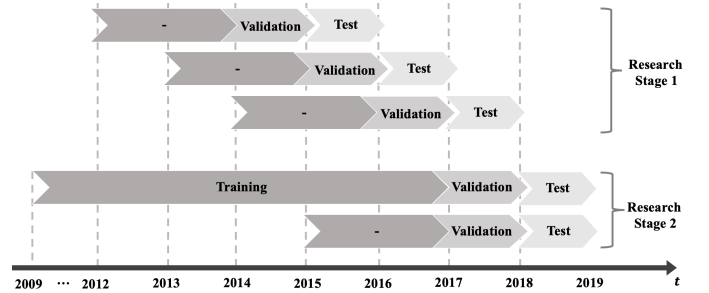 - Validation Test
- Validation Test
Research
Stage 1
- Validation Test
Training Validation Test
Research
Stage 2
- Validation Test
2009 ... 2012 2013 2014 2015 2016 2017 2018 2019 t